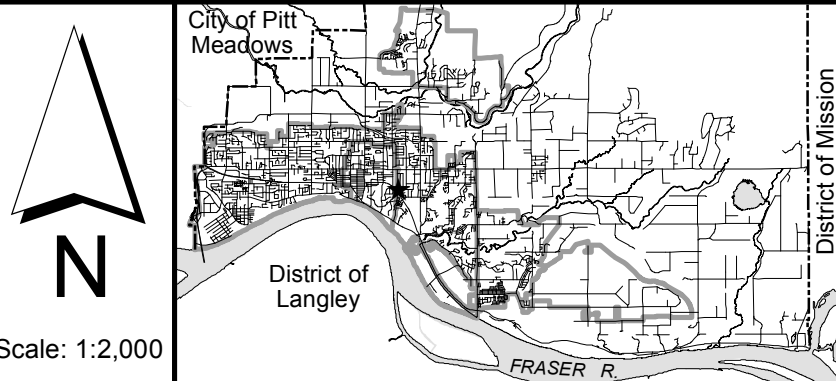 N
Scale: 1:2,000
City of Pitt
Meadows
District of
Langley
FRASER R.
District of Mission